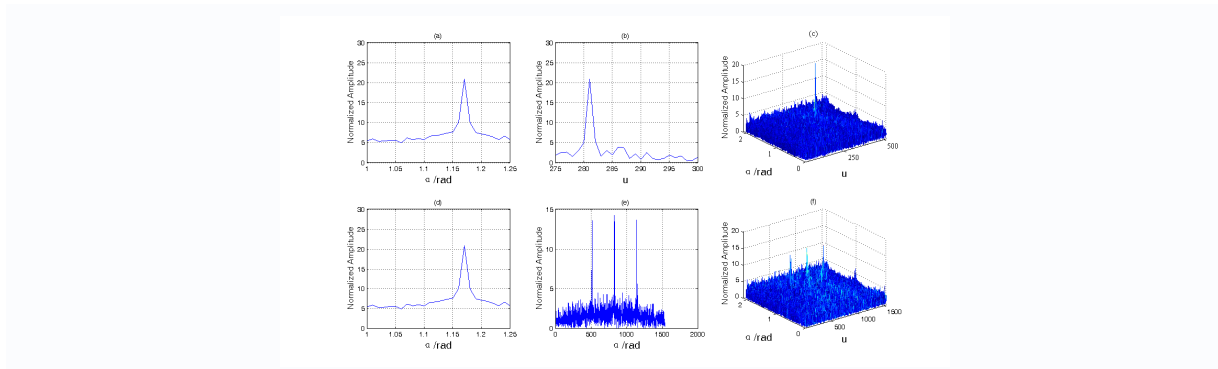 (a)
30
25
20
15
10
5
0
1 1.05 1.1 1.15 1.2 1.25
Normalized Amplitude
α /rad
(b)
30
25
20
15
10
5
0
275 280 285 290 295 300
Normalized Amplitude
u
(c)
20
15
10
5
0
2
1
0
250
500
Normalized Amplitude
α /rad
u
(d)
30
25
20
15
10
5
0
1 1.05 1.1 1.15 1.2 1.25
Normalized Amplitude
α /rad
(e)
15
10
5
0
0 500 1000 1500 2000
Normalized Amplitude
α /rad
(f)
20
15
10
5
0
2
1
0
500
1000
1500
Normalized Amplitude
α /rad
u